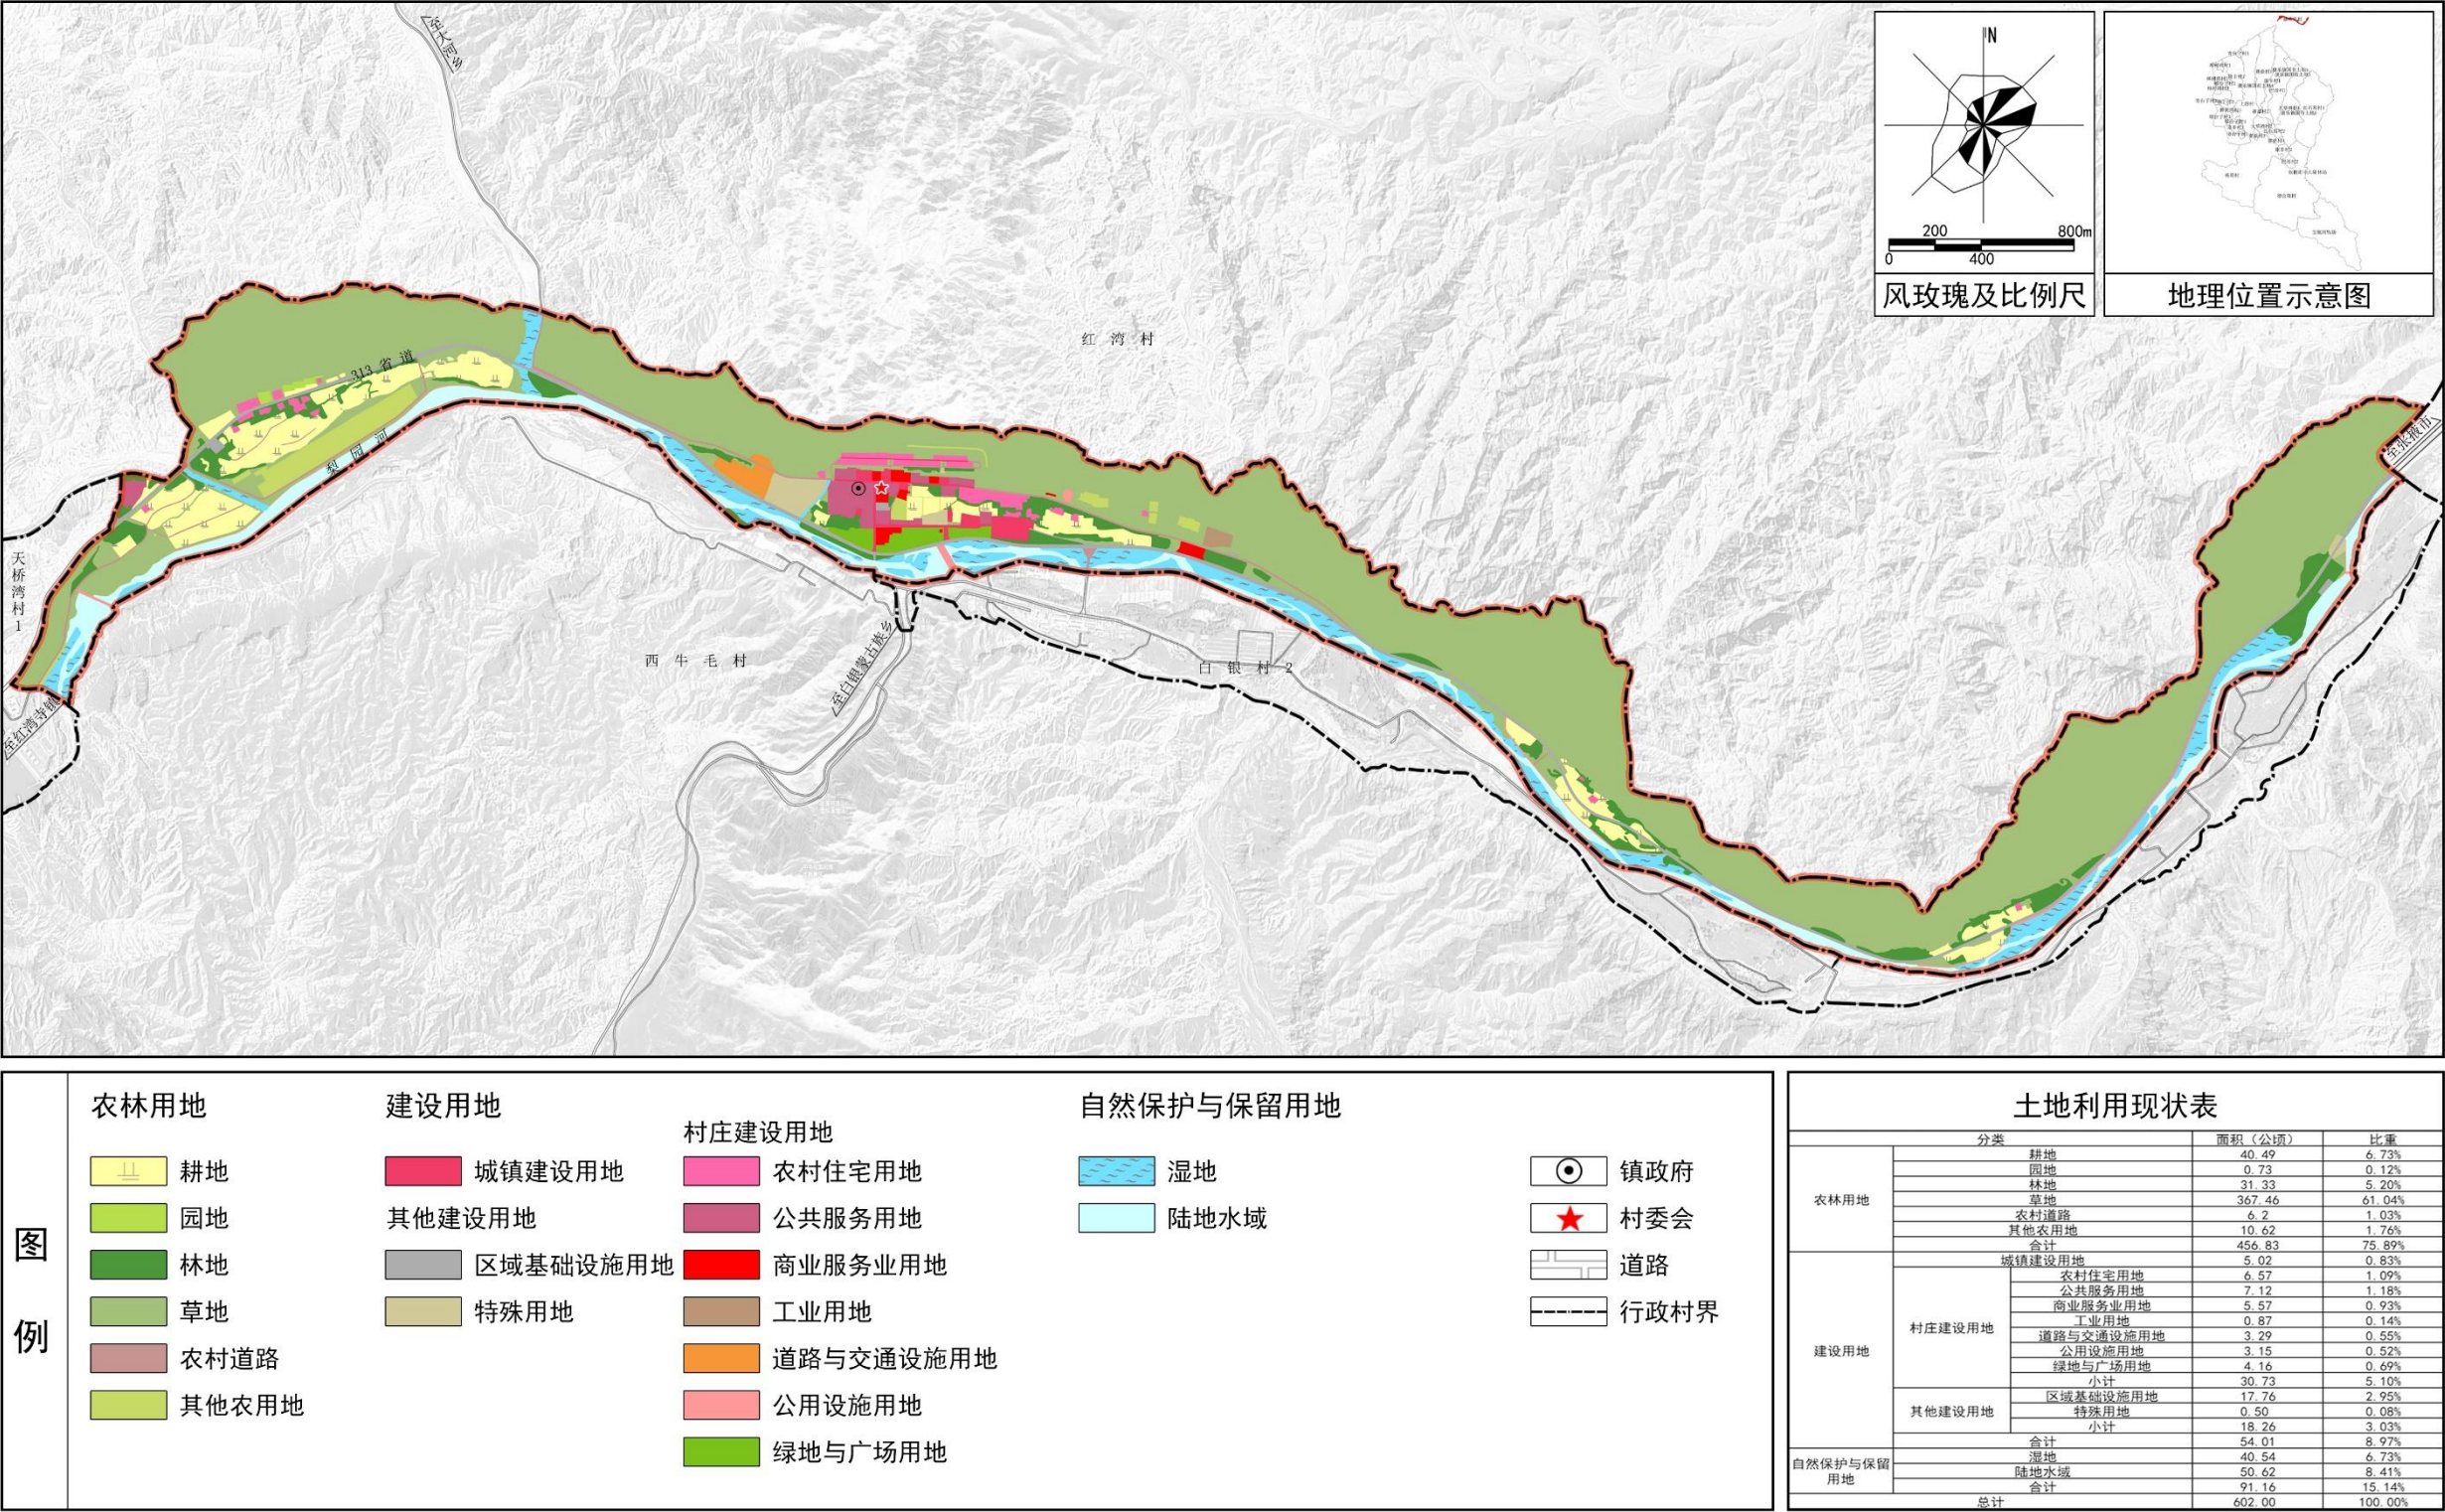 至大河乡
N
200 800m
0 400
风玫瑰及比例尺
地理位置示意图
红湾村
313省道
梨园河
至张掖市
天桥湾村1
西牛毛村
至白银蒙古族乡
白银村2
至红湾寺镇
图例
农林用地
耕地
园地
林地
草地
农村道路
其他农用地
建设用地
城镇建设用地
其他建设用地
区域基础设施用地
特殊用地
村庄建设用地
农村住宅用地
公共服务用地
商业服务业用地
工业用地
道路与交通设施用地
公用设施用地
绿地与广场用地
自然保护与保留用地
湿地
陆地水域
镇政府
村委会
道路
行政村界
土地利用现状表
分类 面积（公顷） 比重
农林用地
耕地 40.49 6.73%
园地 0.73 0.12%
林地 31.33 5.20%
草地 367.46 61.04%
农村道路 6.2 1.03%
其他农用地 10.62 1.76%
合计 456.83 75.89%
建设用地
城镇建设用地 5.02 0.83%
村庄建设用地
农村住宅用地 6.57 1.09%
公共服务用地 7.12 1.18%
商业服务业用地 5.57 0.93%
工业用地 0.87 0.14%
道路与交通设施用地 3.29 0.55%
公用设施用地 3.15 0.52%
绿地与广场用地 4.16 0.69%
小计 30.73 5.10%
其他建设用地
区域基础设施用地 17.76 2.95%
特殊用地 0.50 0.08%
小计 18.26 3.03%
合计 54.01 8.97%
自然保护与保留用地
湿地 40.54 6.73%
陆地水域 50.62 8.41%
合计 91.16 15.14%
总计 602.00 100.00%